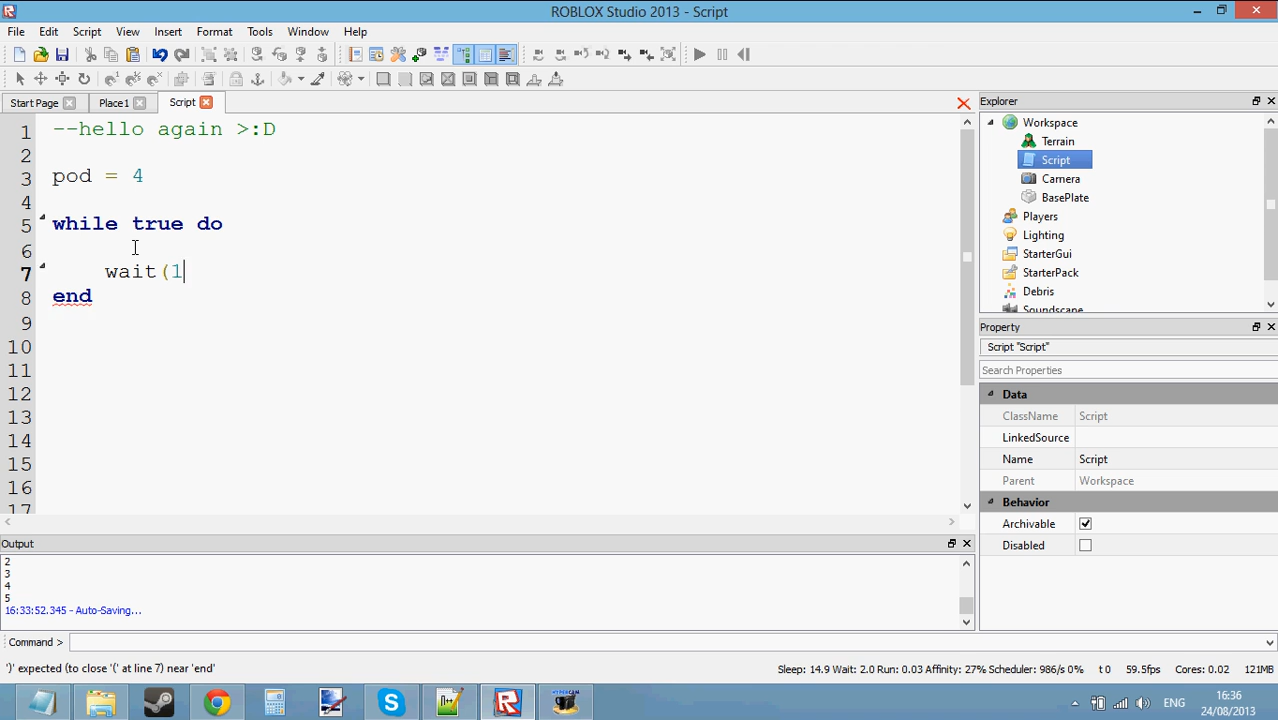 ROBLOX Studio 2013 - Script
File Edit Script View Insert Format Tools Window Help
Start Page Place1 Script
1 --hello again >:D
2
3 pod = 4
4
5 while true do
6
7 wait(1
8 end
9
10
11
12
13
14
15
16
17
Explorer
Workspace
Terrain
Script
Camera
BasePlate
Players
Lighting
StarterGui
StarterPack
Debris
Soundscape
Property
Script "Script"
Search Properties
Data
ClassName Script
LinkedSource
Name Script
Parent Workspace
Behavior
Archivable
Disabled
Output
2
3
4
5
16:33:52.345 - Auto-Saving...
Command >
')' expected (to close '(' at line 7) near 'end'
Sleep: 14.9 Wait: 2.0 Run: 0.03 Affinity: 27% Scheduler: 986/s 0% t 0 59.5fps Cores: 0.02 121MB
ENG
16:36
24/08/2013